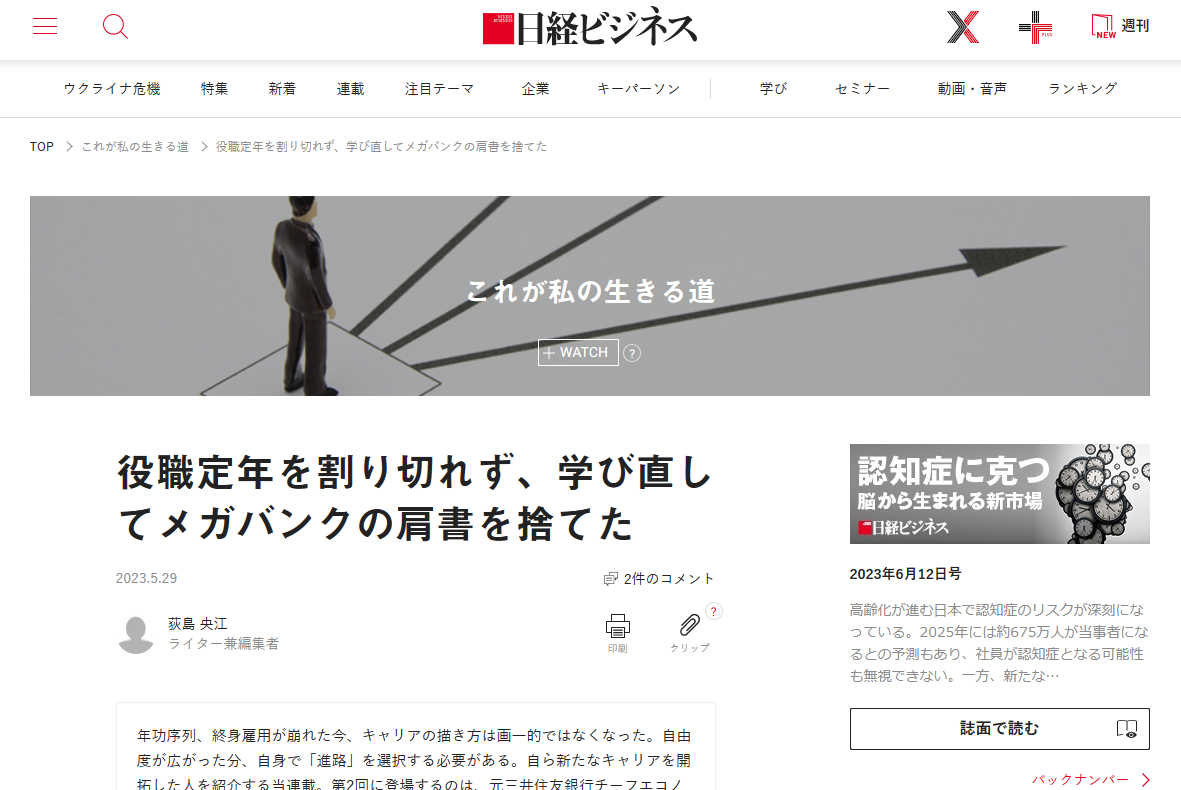 NIKKEI BUSINESS
日経ビジネス
PLUS
NEW 週刊
ウクライナ危機 特集 新着 連載 注目テーマ 企業 キーパーソン 学び セミナー 動画・音声 ランキング
TOP > これが私の生きる道 > 役職定年を割り切れず、学び直してメガバンクの肩書を捨てた
これが私の生きる道
+ WATCH ?
役職定年を割り切れず、学び直し
てメガバンクの肩書を捨てた
2023.5.29
2件のコメント
荻島 央江
ライター兼編集者
印刷
クリップ
?
年功序列、終身雇用が崩れた今、キャリアの描き方は画一的ではなくなった。自由
度が広がった分、自身で「進路」を選択する必要がある。自ら新たなキャリアを開
拓した人を紹介する当連載。第2回に登場するのは、元三井住友銀行チーフエコノ
認知症に克つ
脳から生まれる新市場
日経ビジネス
2023年6月12日号
高齢化が進む日本で認知症のリスクが深刻にな
っている。2025年には約675万人が当事者にな
るとの予測もあり、社員が認知症となる可能性
も無視できない。一方、新たな…
誌面で読む
バックナンバー